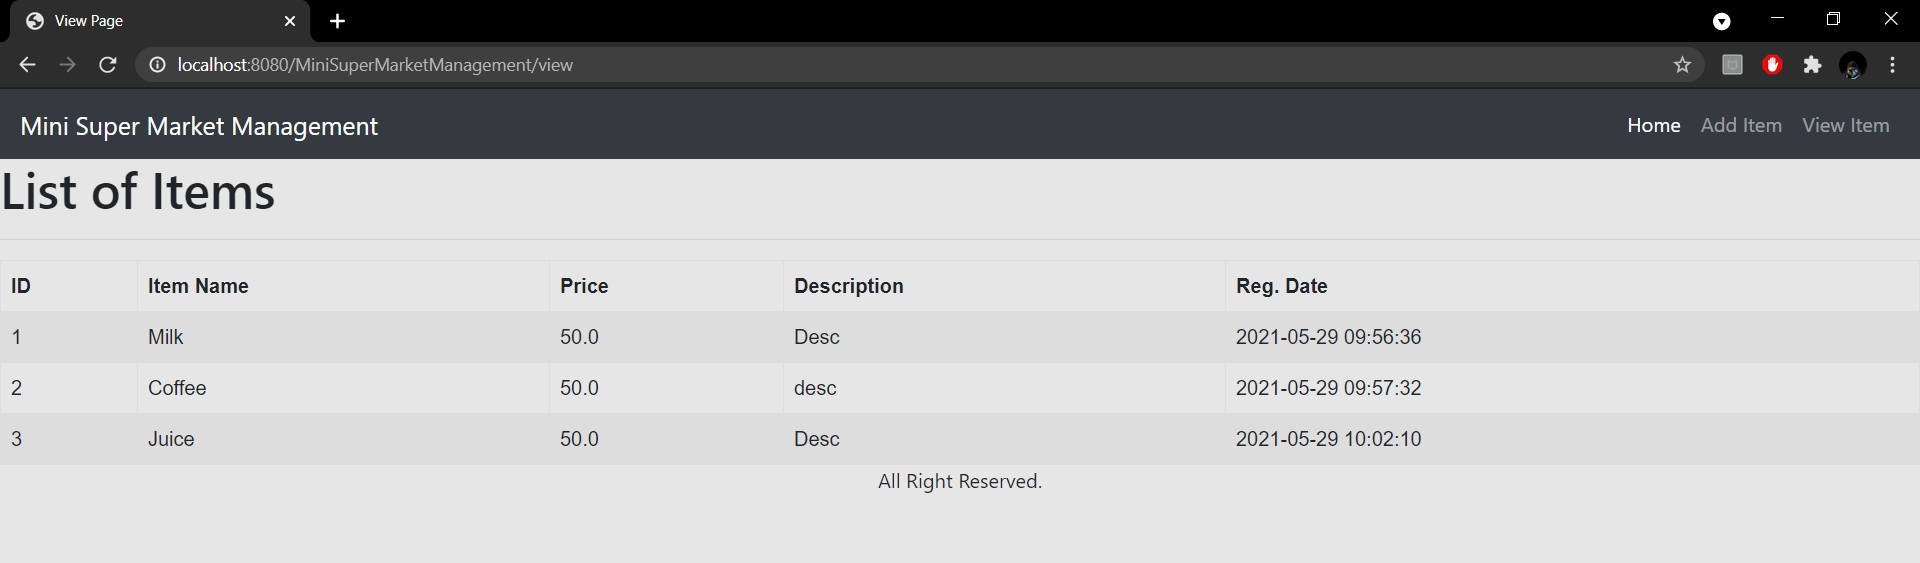 View Page
localhost:8080/MiniSuperMarketManagement/view
Mini Super Market Management Home Add Item View Item
List of Items
ID Item Name Price Description Reg. Date
1 Milk 50.0 Desc 2021-05-29 09:56:36
2 Coffee 50.0 desc 2021-05-29 09:57:32
3 Juice 50.0 Desc 2021-05-29 10:02:10
All Right Reserved.